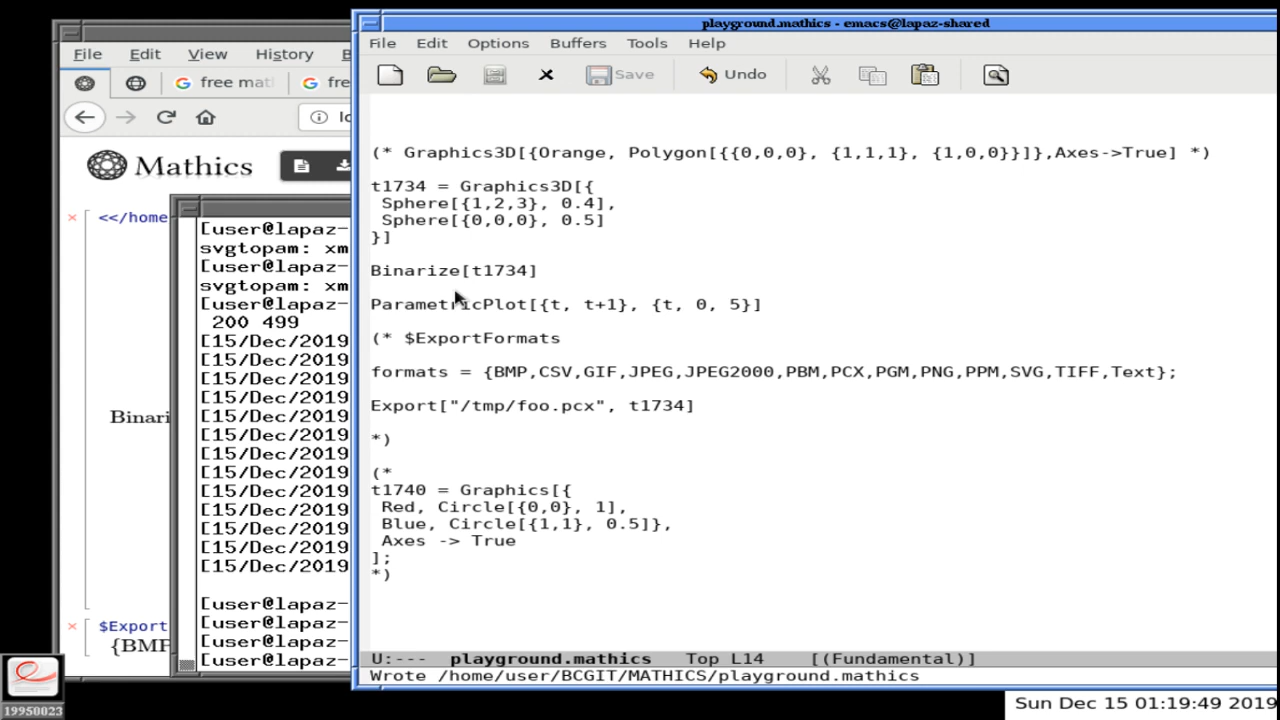 playground.mathics - emacs@lapaz-shared
File Edit Options Buffers Tools Help
Save Undo
(* Graphics3D[{Orange, Polygon[{{0,0,0}, {1,1,1}, {1,0,0}}]},Axes->True] *)
t1734 = Graphics3D[{
Sphere[{1,2,3}, 0.4],
Sphere[{0,0,0}, 0.5]
}]
Binarize[t1734]
ParametricPlot[{t, t+1}, {t, 0, 5}]
(* $ExportFormats
formats = {BMP,CSV,GIF,JPEG,JPEG2000,PBM,PCX,PGM,PNG,PPM,SVG,TIFF,Text};
Export["/tmp/foo.pcx", t1734]
*)
(*
t1740 = Graphics[{
Red, Circle[{0,0}, 1],
Blue, Circle[{1,1}, 0.5]},
Axes -> True
];
*)
U:--- playground.mathics Top L14 [(Fundamental)]
Wrote /home/user/BCGIT/MATHICS/playground.mathics
File Edit View History
free mat
fre
Mathics
<</home
Binari
$Export
{BMF
[user@lapaz-
svgtopam: xm
[user@lapaz-
svgtopam: xm
[user@lapaz-
200 499
[15/Dec/2019
[15/Dec/2019
[15/Dec/2019
[15/Dec/2019
[15/Dec/2019
[15/Dec/2019
[15/Dec/2019
[15/Dec/2019
[15/Dec/2019
[15/Dec/2019
[15/Dec/2019
[15/Dec/2019
[15/Dec/2019
[user@lapaz-
[user@lapaz-
[user@lapaz-
[user@lapaz-
19950023
Sun Dec 15 01:19:49 2019